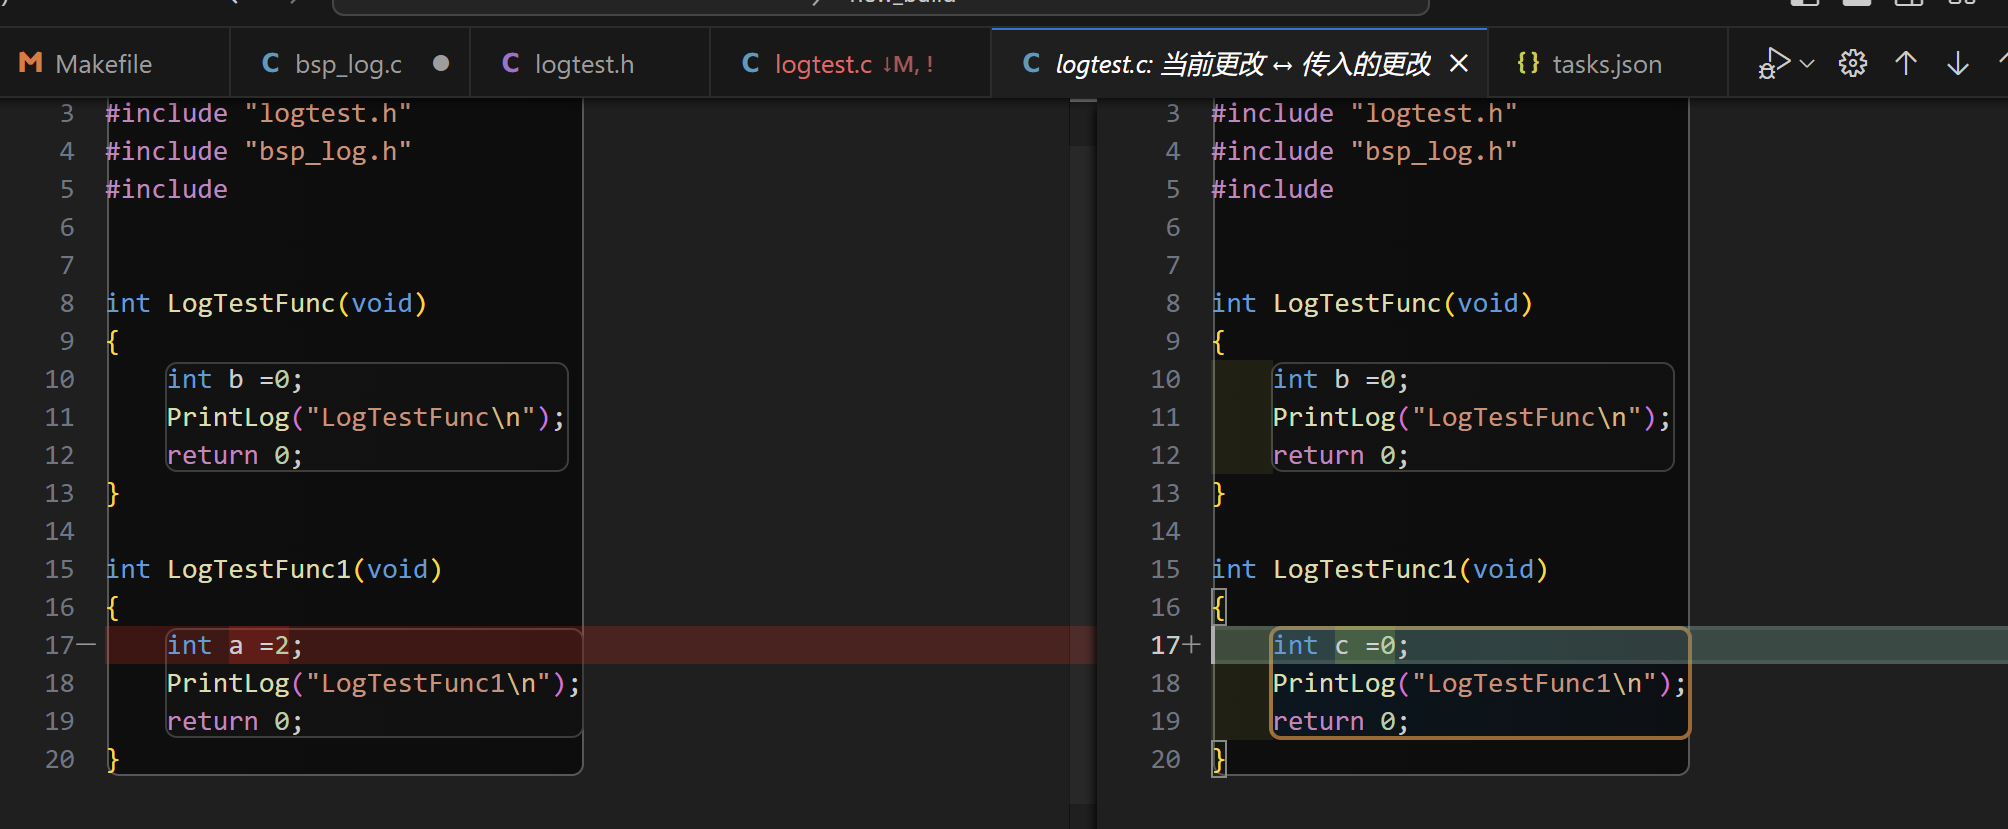 Makefile
bsp_log.c
logtest.h
logtest.c ↓M, !
logtest.c: 当前更改 ↔ 传入的更改
tasks.json
3 #include "logtest.h"
4 #include "bsp_log.h"
5 #include
6
7
8 int LogTestFunc(void)
9 {
10 int b =0;
11 PrintLog("LogTestFunc\n");
12 return 0;
13 }
14
15 int LogTestFunc1(void)
16 {
17— int a =2;
18 PrintLog("LogTestFunc1\n");
19 return 0;
20 }
3 #include "logtest.h"
4 #include "bsp_log.h"
5 #include
6
7
8 int LogTestFunc(void)
9 {
10 int b =0;
11 PrintLog("LogTestFunc\n");
12 return 0;
13 }
14
15 int LogTestFunc1(void)
16 {
17+ int c =0;
18 PrintLog("LogTestFunc1\n");
19 return 0;
20 }